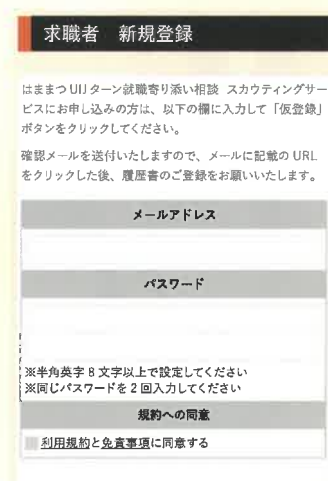 求職者　新規登録
はままつ UIJ ターン就職寄り添い相談 スカウティングサー
ビスにお申し込みの方は、以下の欄に入力して「仮登録」
ボタンをクリックしてください。
確認メールを送付いたしますので、メールに記載の URL
をクリックした後、履歴書のご登録をお願いいたします。
メールアドレス
パスワード
※半角英字 8 文字以上で設定してください
※同じパスワードを 2 回入力してください
規約への同意
利用規約と免責事項に同意する